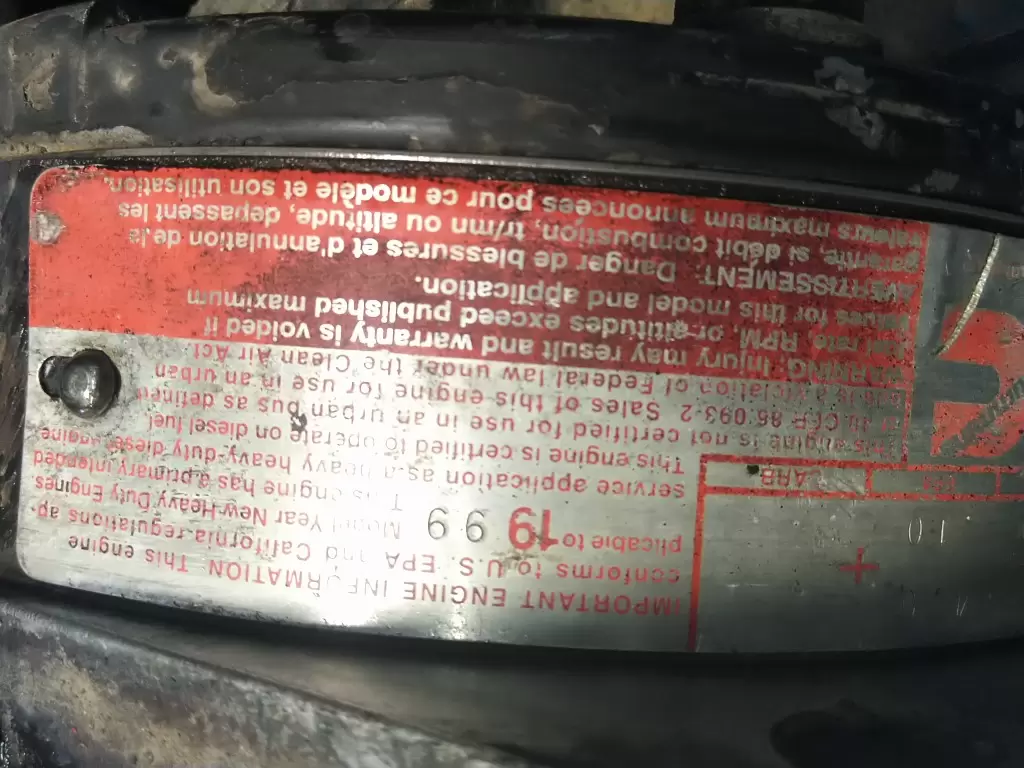 IMPORTANT ENGINE INFORMATION This engine
conforms to U.S. EPA and California regulations ap-
plicable to 1999 Model Year New Heavy Duty Engines
This engine has a primary intended
service application as a heavy heavy-duty diesel engine
This engine is certified to operate on diesel fuel
This engine is not certified for use in an urban bus as defined
at 40 CFR 86.093-2. Sales of this engine for use in an urban
bus is a violation of Federal law under the Clean Air Act.
WARNING: Injury may result and warranty is voided if
fuel rate, RPM, or altitudes exceed published maximum
values for this model and application.
AVERTISSEMENT: Danger de blessures et d'annulation de la
garantie, si débit combustion, tr/mn ou altitude, depassent les
valeurs maximum annoncées pour ce modèle et son utilisation.